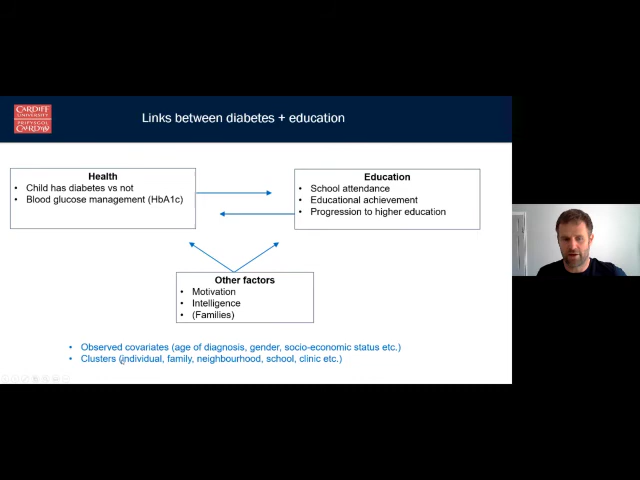 CARDIFF
UNIVERSITY
PRIFYSGOL
CAERDYDD
Links between diabetes + education
Health
• Child has diabetes vs not
• Blood glucose management (HbA1c)
Education
• School attendance
• Educational achievement
• Progression to higher education
Other factors
• Motivation
• Intelligence
• (Families)
• Observed covariates (age of diagnosis, gender, socio-economic status etc.)
• Clusters (individual, family, neighbourhood, school, clinic etc.)